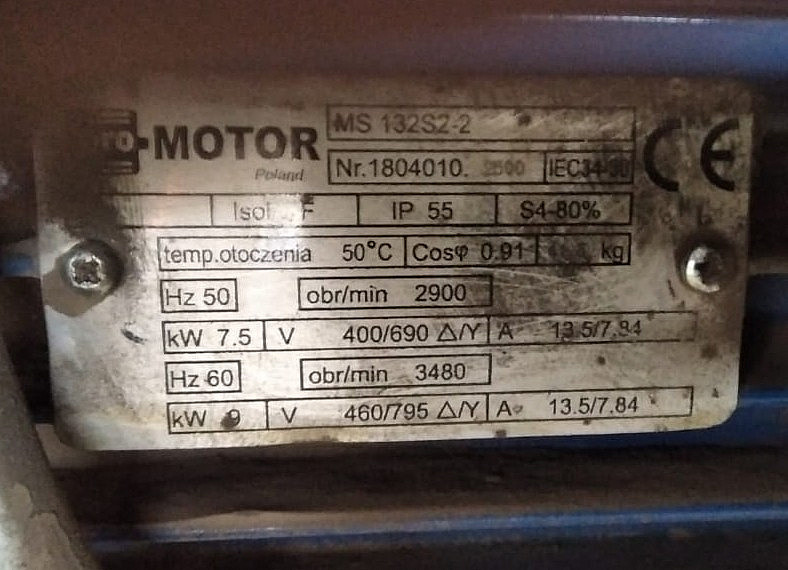 MOTOR
Poland
MS 132S2-2
Nr.1804010. IEC34
CE
Isol. F IP 55 S4-80%
temp.otoczenia 50°C Cosφ 0.91 kg
Hz 50 obr/min 2900
kW 7.5 V 400/690 Δ/Y A 13.5/7.84
Hz 60 obr/min 3480
kW 9 V 460/795 Δ/Y A 13.5/7.84